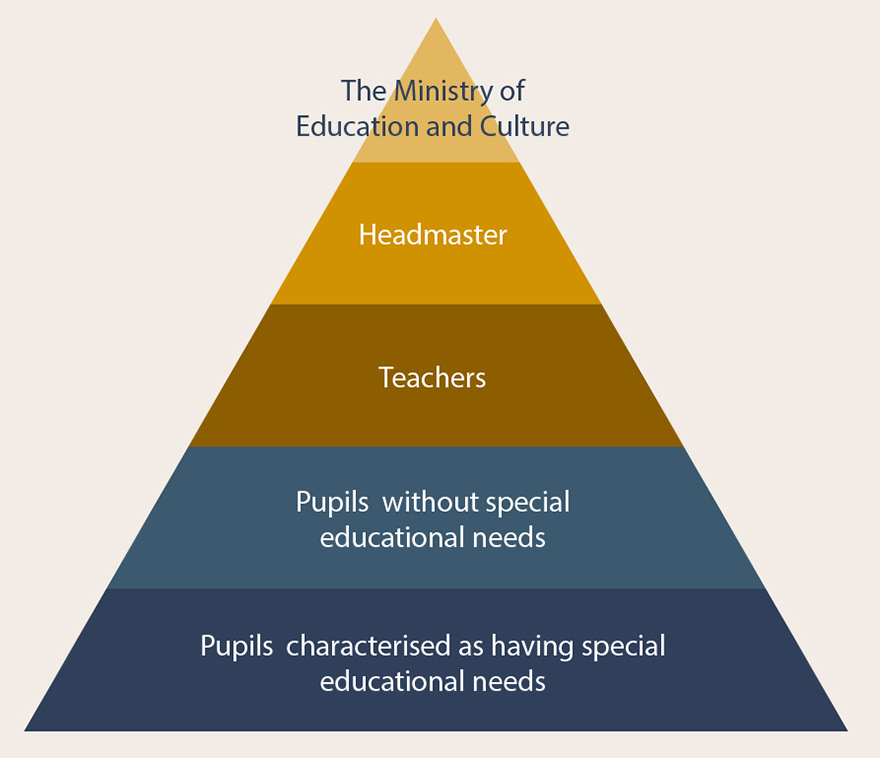 The Ministry of
Education and Culture
Headmaster
Teachers
Pupils  without special
educational needs
Pupils  characterised as having special
educational needs